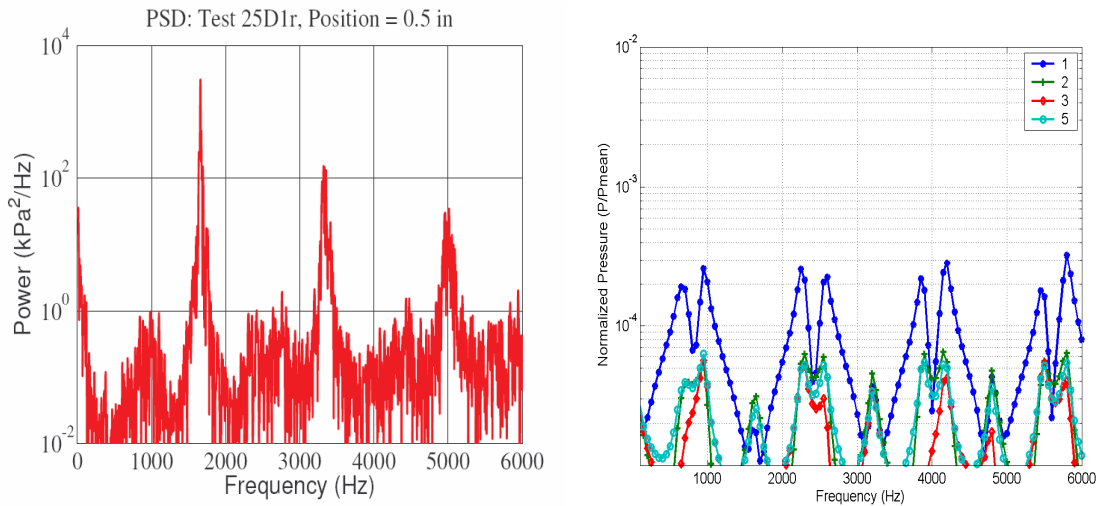 PSD: Test 25D1r, Position = 0.5 in
10^4
10^2
10^0
10^-2
Power (kPa^2/Hz)
0 1000 2000 3000 4000 5000 6000
Frequency (Hz)
10^-2
10^-3
10^-4
Normalized Pressure (P/Pmean)
1
2
3
5
1000 2000 3000 4000 5000 6000
Frequency (Hz)